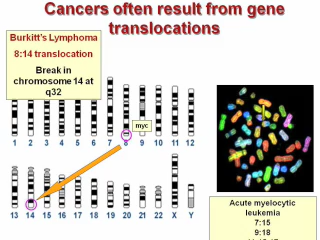 Cancers often result from gene
translocations
Burkitt's Lymphoma
8:14 translocation
Break in
chromosome 14 at
q32
myc
1 2 3 4 5 6 7 8 9 10 11 12
13 14 15 16 17 18 19 20 21 22 X Y
Acute myelocytic
leukemia
7:15
9:18